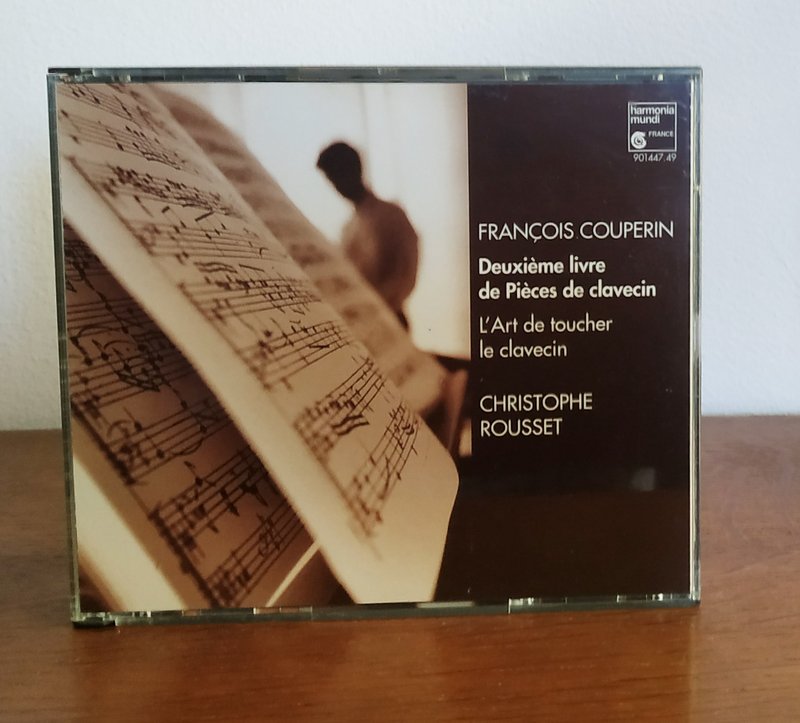 harmonia
mundi
FRANCE
901447.49
FRANÇOIS COUPERIN
Deuxième livre
de Pièces de clavecin
L'Art de toucher
le clavecin
CHRISTOPHE
ROUSSET